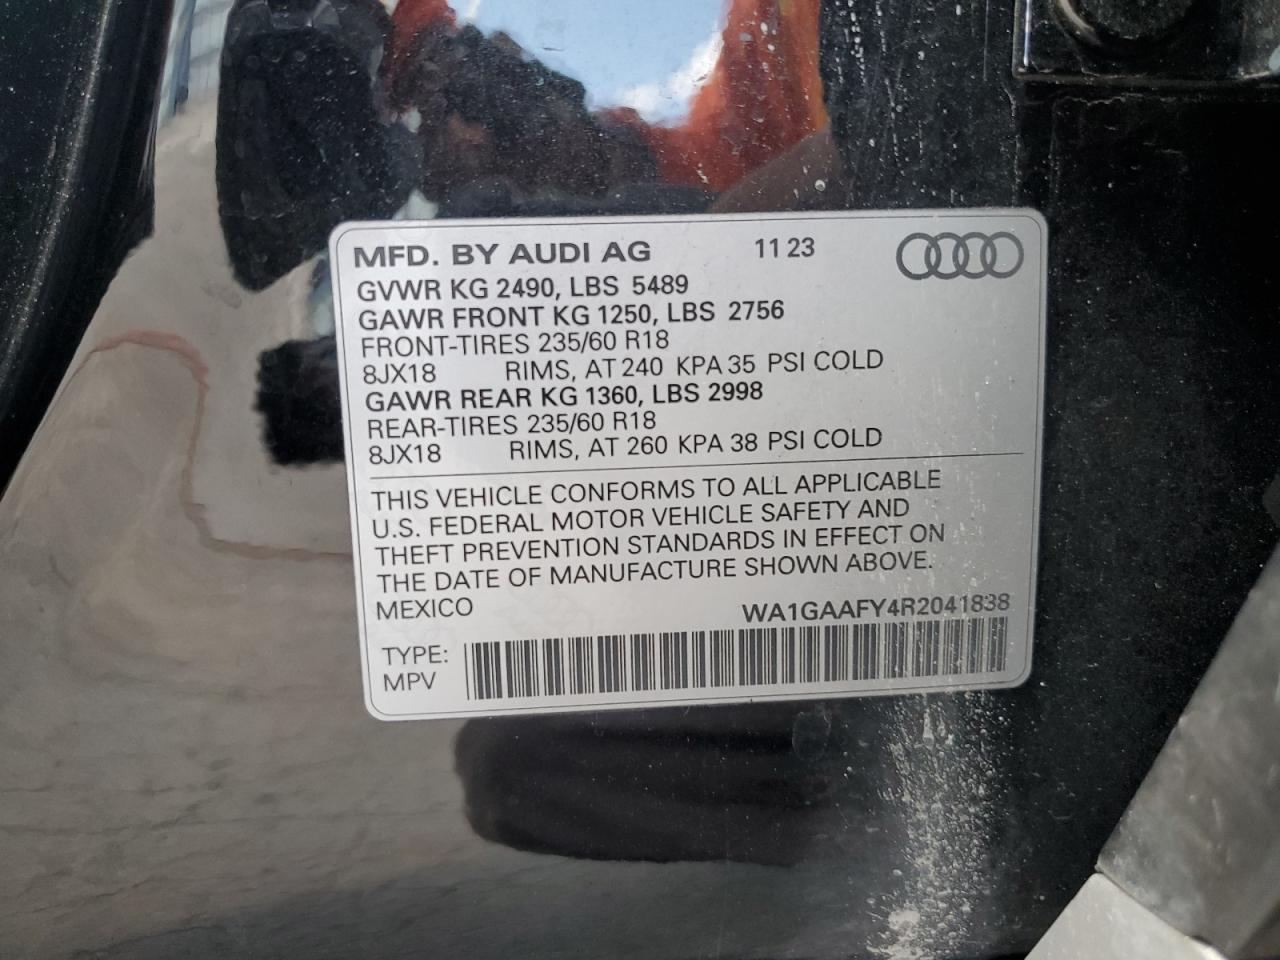 MFD. BY AUDI AG 11 23
GVWR KG 2490, LBS 5489
GAWR FRONT KG 1250, LBS 2756
FRONT-TIRES 235/60 R18
8JX18 RIMS, AT 240 KPA 35 PSI COLD
GAWR REAR KG 1360, LBS 2998
REAR-TIRES 235/60 R18
8JX18 RIMS, AT 260 KPA 38 PSI COLD
THIS VEHICLE CONFORMS TO ALL APPLICABLE
U.S. FEDERAL MOTOR VEHICLE SAFETY AND
THEFT PREVENTION STANDARDS IN EFFECT ON
THE DATE OF MANUFACTURE SHOWN ABOVE.
MEXICO WA1GAAFY4R2041838
TYPE:
MPV